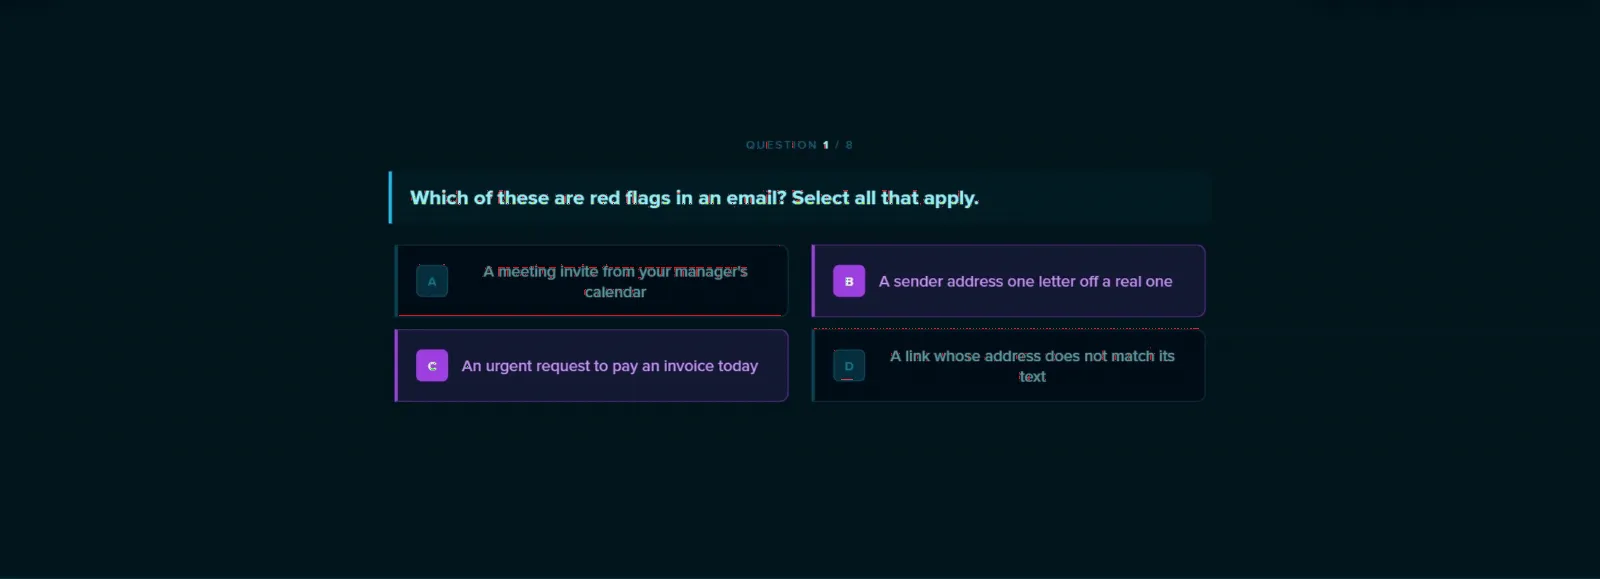 QUESTION 1 / 8
Which of these are red flags in an email? Select all that apply.
A
A meeting invite from your manager's
calendar
B
A sender address one letter off a real one
C
An urgent request to pay an invoice today
D
A link whose address does not match its
text